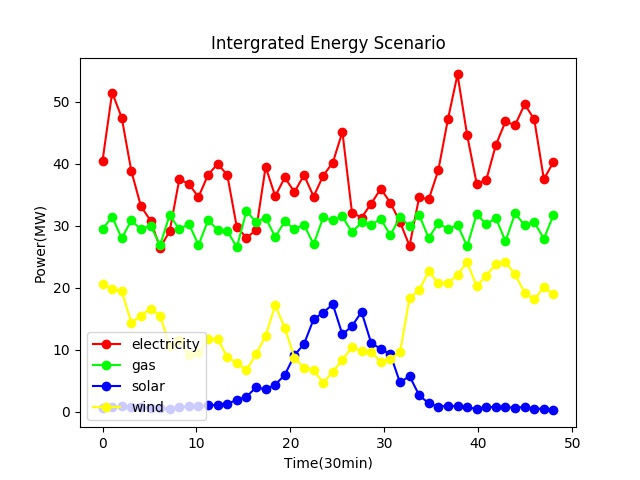 Intergrated Energy Scenario
Power(MW)
50
40
30
20
10
0
electricity
gas
solar
wind
0 10 20 30 40 50
Time(30min)